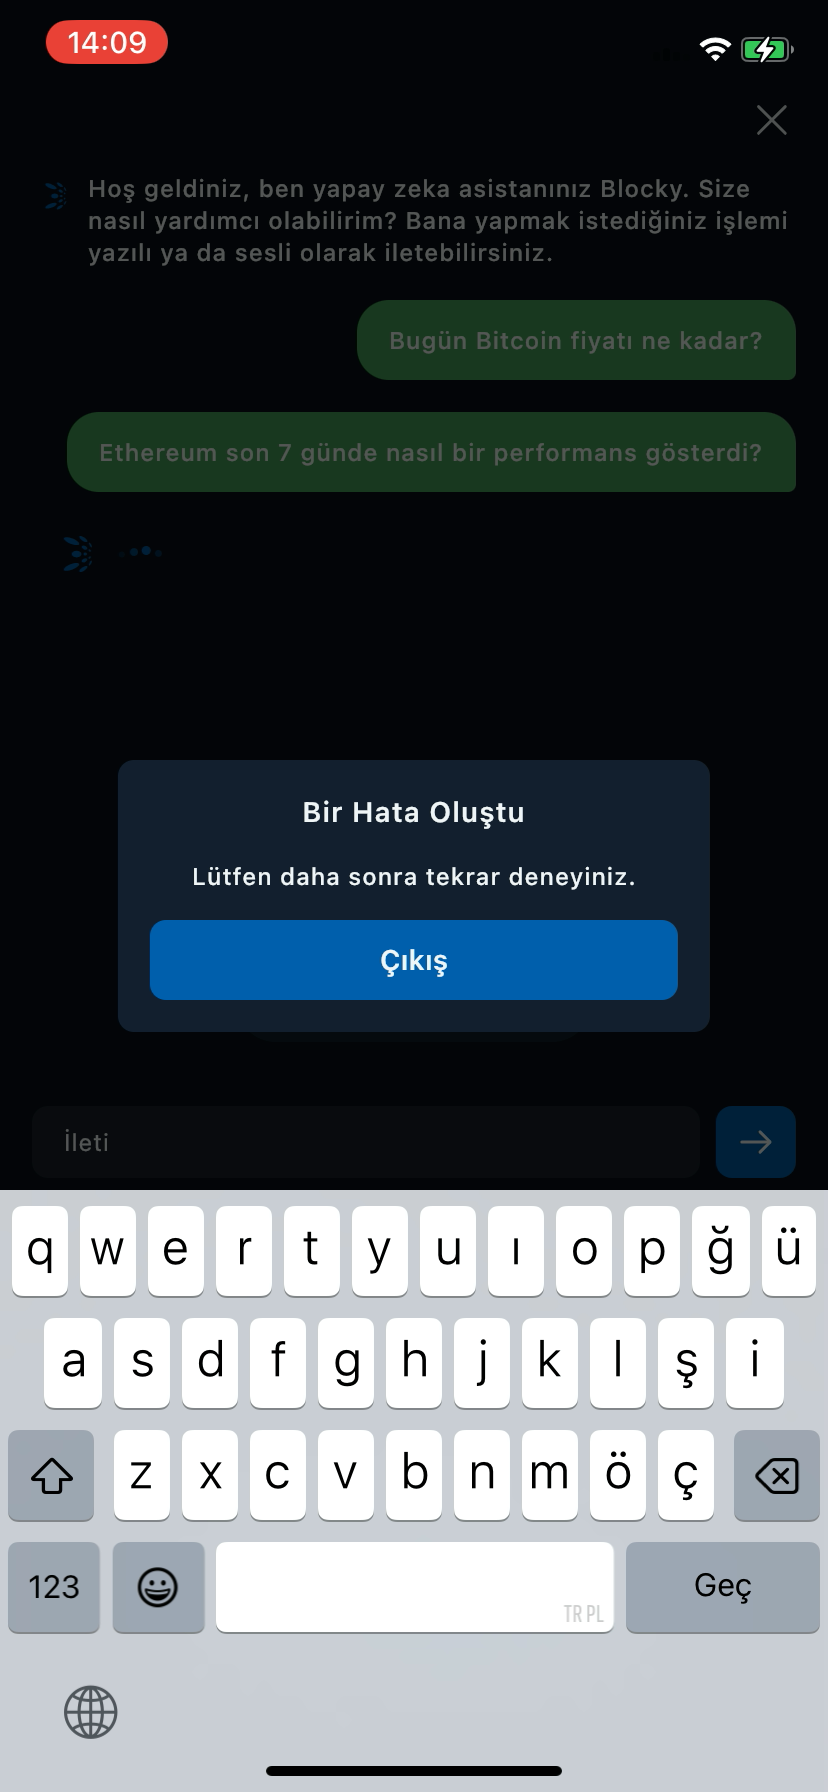 14:09
Hoş geldiniz, ben yapay zeka asistanınız Blocky. Size
nasıl yardımcı olabilirim? Bana yapmak istediğiniz işlemi
yazılı ya da sesli olarak iletebilirsiniz.
Bugün Bitcoin fiyatı ne kadar?
Ethereum son 7 günde nasıl bir performans gösterdi?
Bir Hata Oluştu
Lütfen daha sonra tekrar deneyiniz.
Çıkış
İleti
q w e r t y u ı o p ğ ü
a s d f g h j k l ş i
z x c v b n m ö ç
123
TR PL
Geç